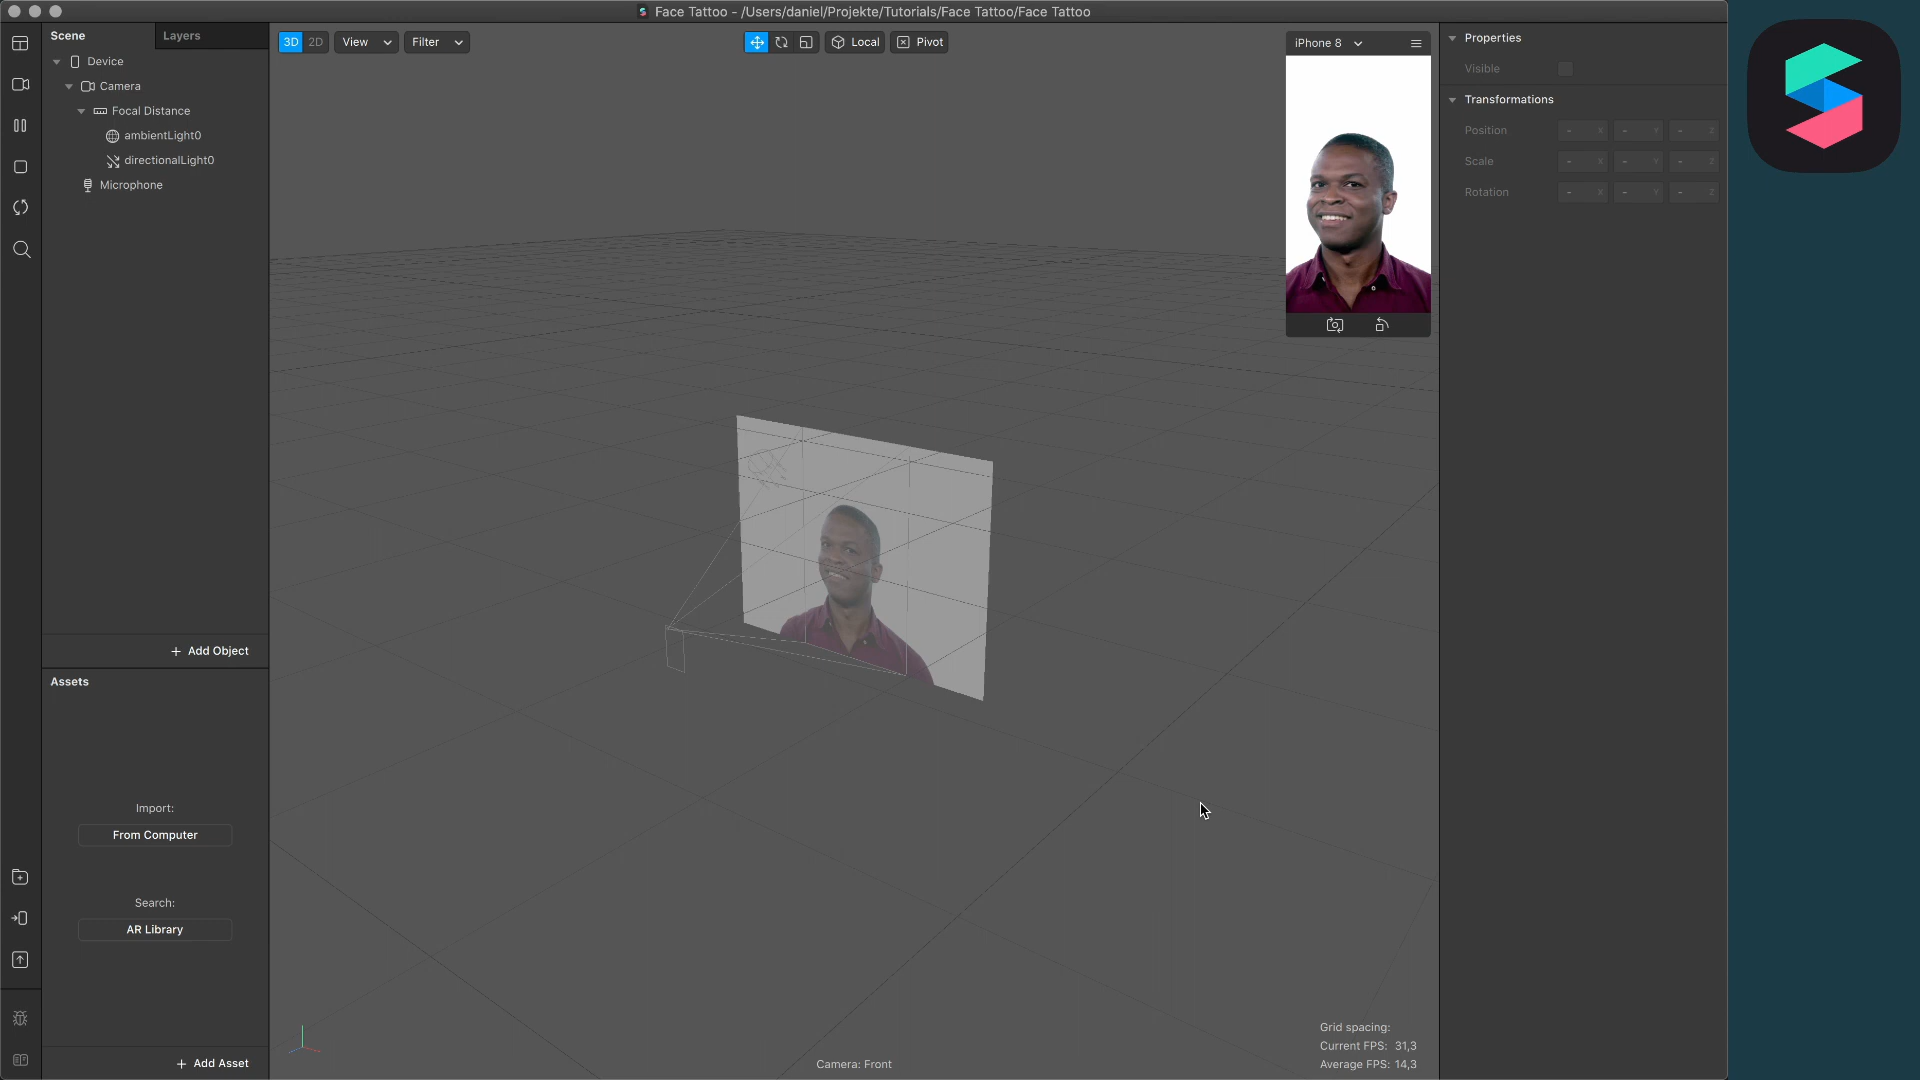 Face Tattoo - /Users/daniel/Projekte/Tutorials/Face Tattoo/Face Tattoo
Scene
Layers
Device
Camera
Focal Distance
ambientLight0
directionalLight0
Microphone
+ Add Object
Assets
Import:
From Computer
Search:
AR Library
+ Add Asset
3D 2D
View
Filter
Local
Pivot
iPhone 8
Camera: Front
Grid spacing:
Current FPS: 31,3
Average FPS: 14,3
Properties
Visible
Transformations
Position - X - Y - Z
Scale - X - Y - Z
Rotation - X - Y - Z